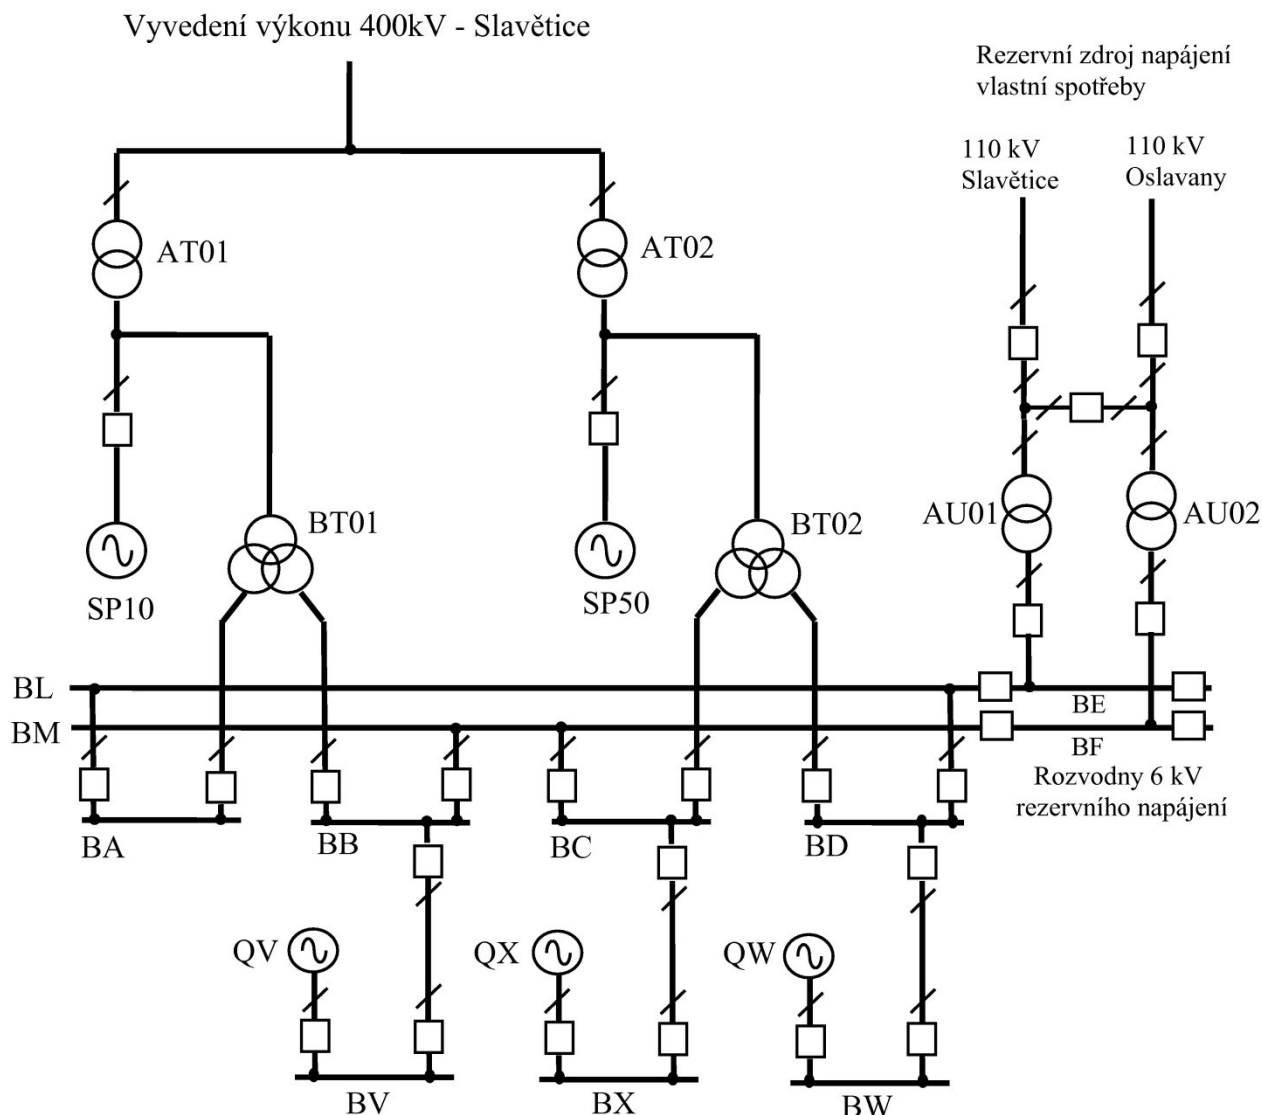 Vyvedení výkonu 400kV - Slavětice
Rezervní zdroj napájení
vlastní spotřeby
110 kV
Slavětice
110 kV
Oslavany
AT01
AT02
BT01
BT02
AU01
AU02
SP10
SP50
BL
BE
BM
BF
Rozvodny 6 kV
rezervního napájení
BA
BB
BC
BD
QV
QX
QW
BV
BX
BW